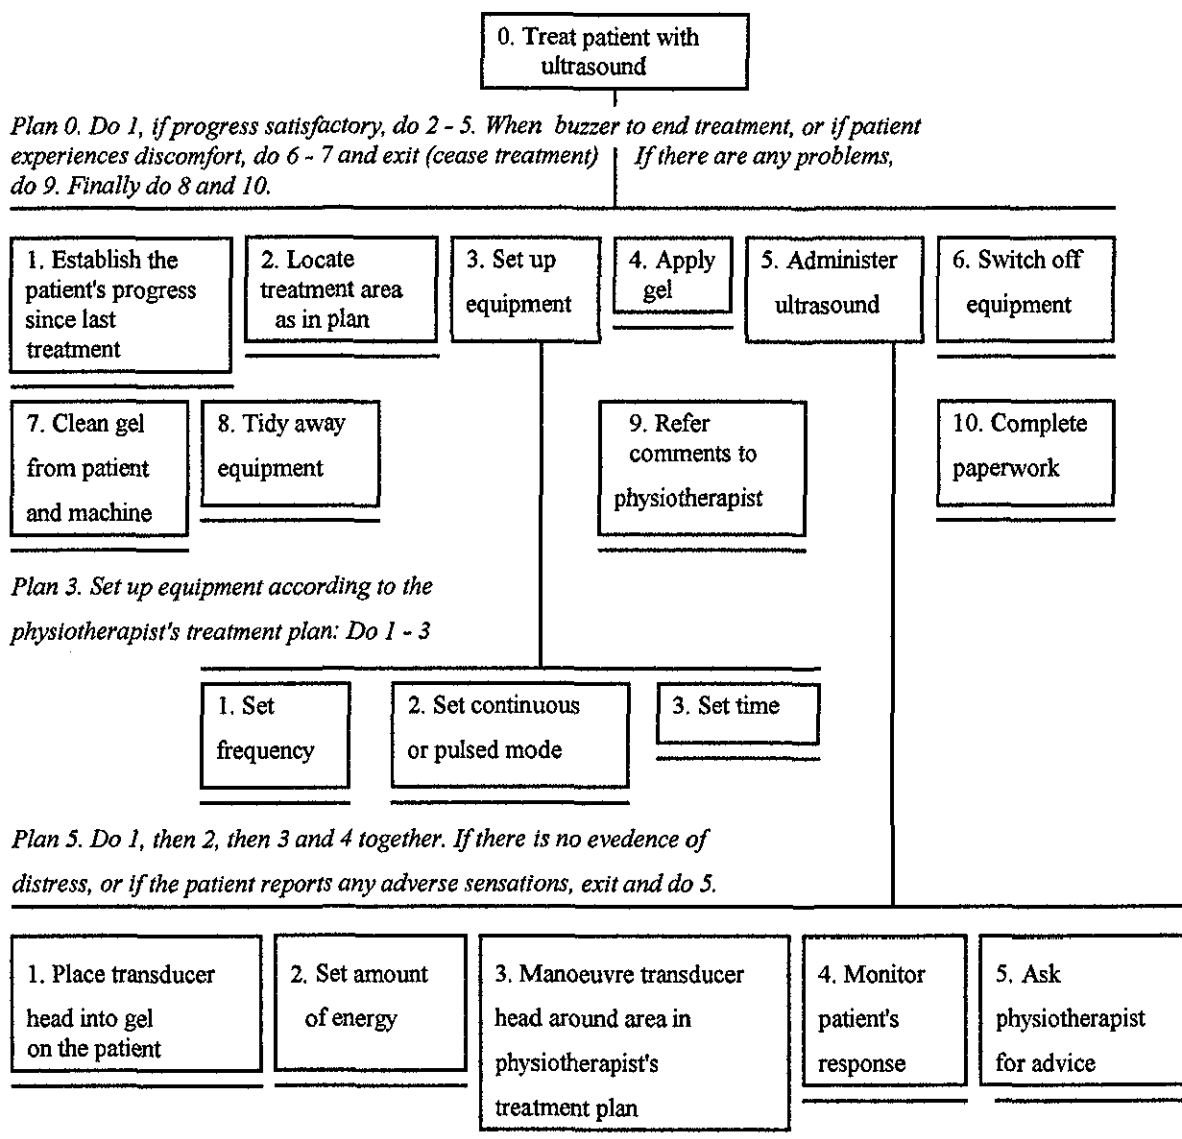 0. Treat patient with
ultrasound
Plan 0. Do 1, if progress satisfactory, do 2 - 5. When buzzer to end treatment, or if patient
experiences discomfort, do 6 - 7 and exit (cease treatment) If there are any problems,
do 9. Finally do 8 and 10.
1. Establish the
patient's progress
since last
treatment
2. Locate
treatment area
as in plan
3. Set up
equipment
4. Apply
gel
5. Administer
ultrasound
6. Switch off
equipment
7. Clean gel
from patient
and machine
8. Tidy away
equipment
9. Refer
comments to
physiotherapist
10. Complete
paperwork
Plan 3. Set up equipment according to the
physiotherapist's treatment plan: Do 1 - 3
1. Set
frequency
2. Set continuous
or pulsed mode
3. Set time
Plan 5. Do 1, then 2, then 3 and 4 together. If there is no evedence of
distress, or if the patient reports any adverse sensations, exit and do 5.
1. Place transducer
head into gel
on the patient
2. Set amount
of energy
3. Manoeuvre transducer
head around area in
physiotherapist's
treatment plan
4. Monitor
patient's
response
5. Ask
physiotherapist
for advice